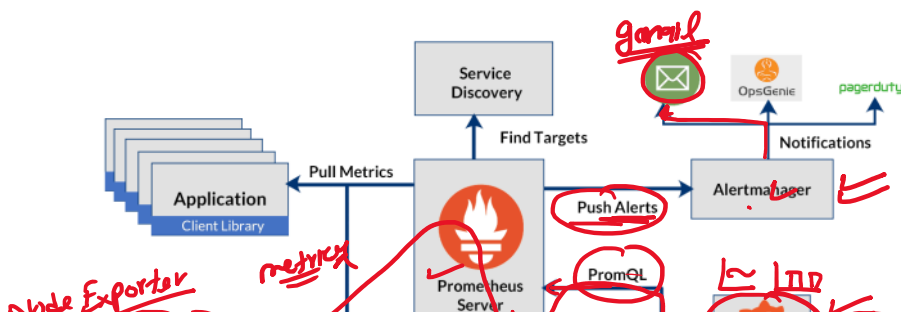 gmail
Service
Discovery
OpsGenie
pagerduty
Find Targets
Notifications
Pull Metrics
Application
Client Library
Push Alerts
Alertmanager
metrics
PromQL
Node Exporter
Prometheus
Server